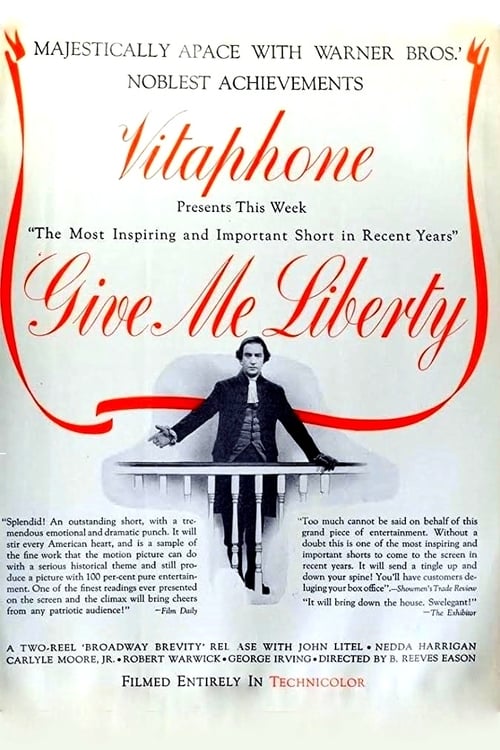 MAJESTICALLY APACE WITH WARNER BROS.'
NOBLEST ACHIEVEMENTS
Vitaphone
Presents This Week
"The Most Inspiring and Important Short in Recent Years"
Give Me Liberty
"Splendid! An outstanding short, with a tre-
mendous emotional and dramatic punch. It will
stir every American heart, and is a sample of
the fine work that the motion picture can do
with a serious historical theme and still pro-
duce a picture with 100 per-cent pure entertain-
ment. One of the finest readings ever presented
on the screen and the climax will bring cheers
from any patriotic audience!" —Film Daily
"Too much cannot be said on behalf of this
grand piece of entertainment. Without a
doubt this is one of the most inspiring and
important shorts to come to the screen in
recent years. It will send a tingle up and
down your spine! You'll have customers de-
luging your box office".—Showmen's Trade Review
"It will bring down the house. Swelegant!"
—The Exhibitor
A TWO-REEL 'BROADWAY BREVITY' REL ASE WITH JOHN LITEL • NEDDA HARRIGAN
CARLYLE MOORE, JR. • ROBERT WARWICK • GEORGE IRVING • DIRECTED BY B. REEVES EASON
FILMED ENTIRELY IN TECHNICOLOR